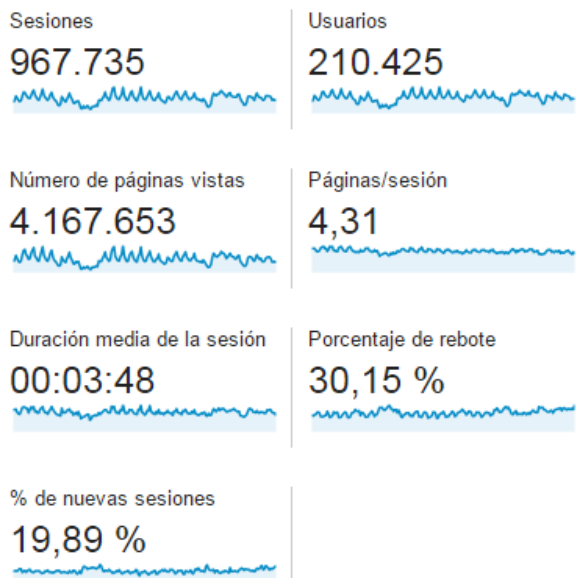 Sesiones
967.735
Usuarios
210.425
Número de páginas vistas
4.167.653
Páginas/sesión
4,31
Duración media de la sesión
00:03:48
Porcentaje de rebote
30,15 %
% de nuevas sesiones
19,89 %